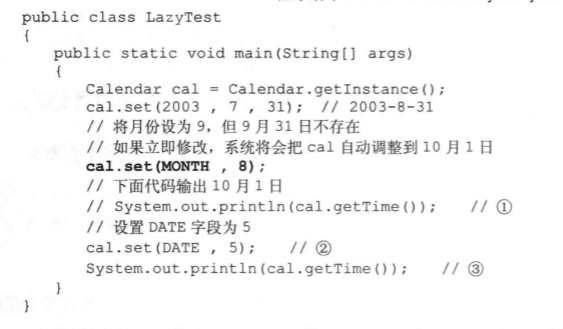 public class LazyTest
{
public static void main(String[] args)
{
Calendar cal = Calendar.getInstance();
cal.set(2003 , 7 , 31); // 2003-8-31
// 将月份设为 9，但 9 月 31 日不存在
// 如果立即修改，系统将会把 cal 自动调整到 10 月 1 日
cal.set(MONTH , 8);
// 下面代码输出 10 月 1 日
// System.out.println(cal.getTime()); // ①
// 设置 DATE 字段为 5
cal.set(DATE , 5); // ②
System.out.println(cal.getTime()); // ③
}
}